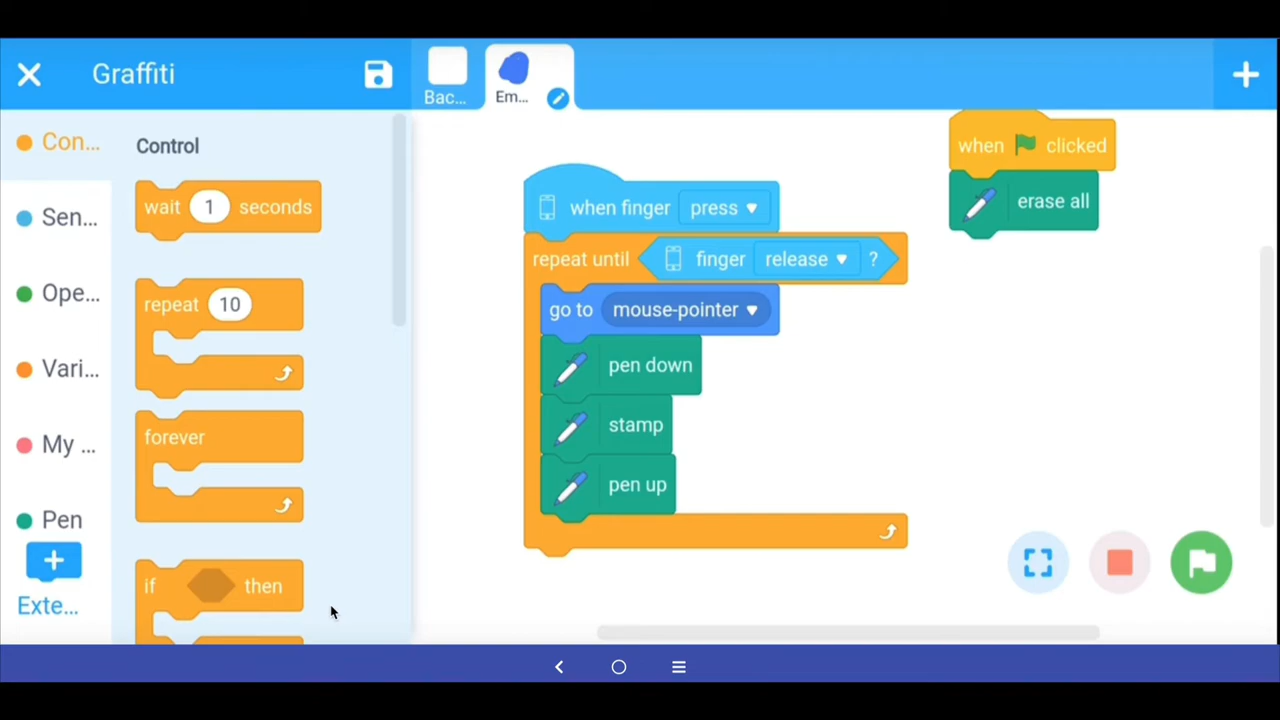 Graffiti
Bac...
Em...
Con...
Sen...
Ope...
Vari...
My ...
Pen
Exte...
Control
wait 1 seconds
repeat 10
forever
if then
when finger press
repeat until finger release ?
go to mouse-pointer
pen down
stamp
pen up
when clicked
erase all